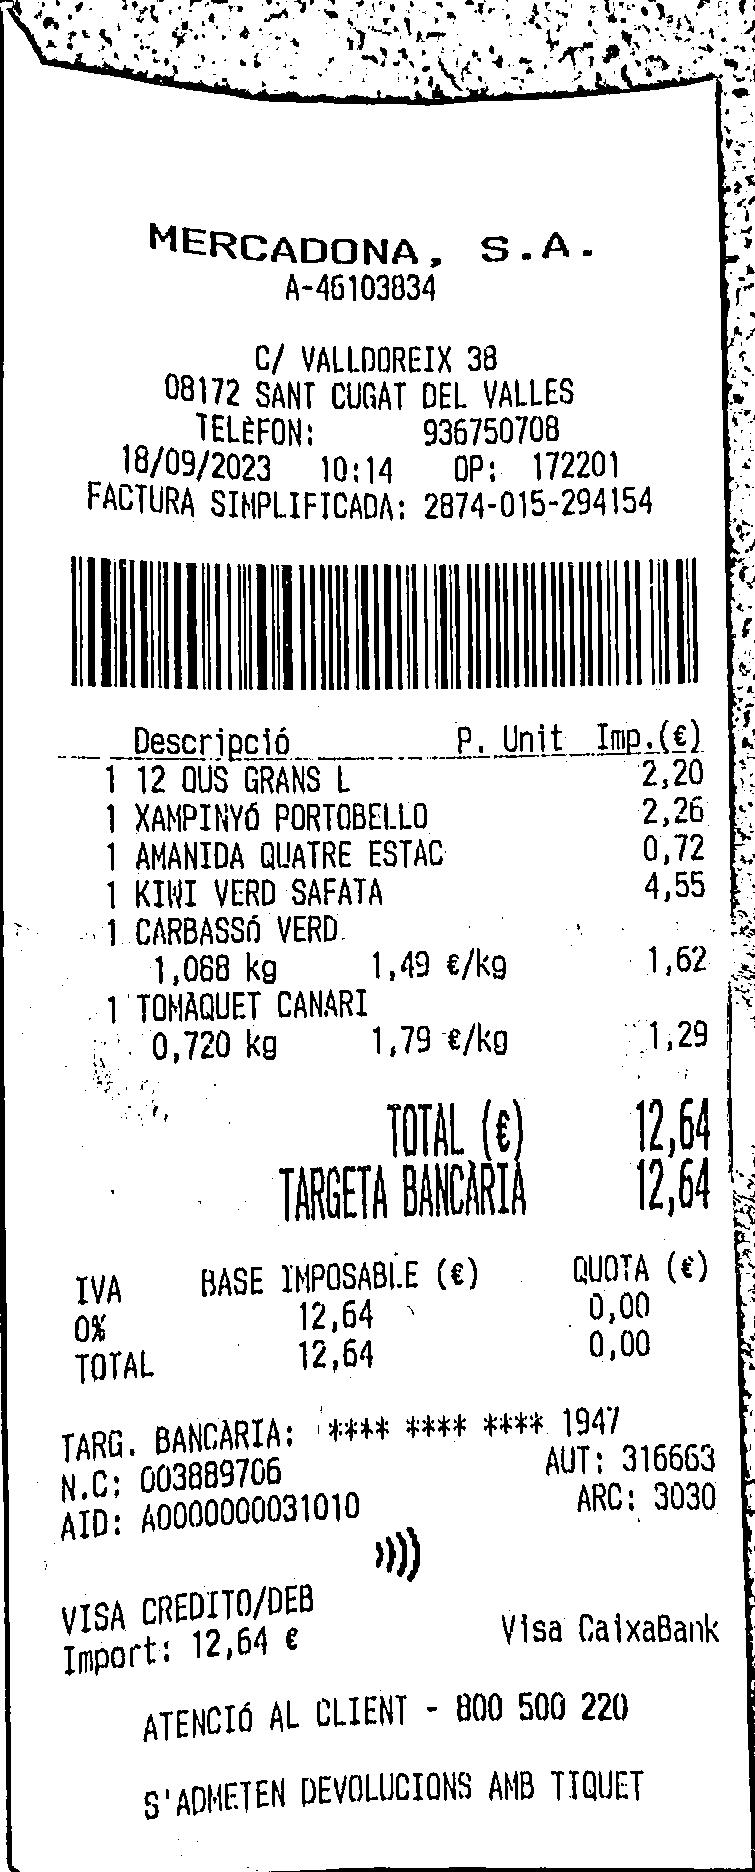 MERCADONA, S.A.
A-46103834
C/ VALLDOREIX 38
08172 SANT CUGAT DEL VALLES
TELÈFON: 936750708
18/09/2023 10:14 OP: 172201
FACTURA SIMPLIFICADA: 2874-015-294154
Descripció P. Unit Imp.(€)
1 12 OUS GRANS L 2,20
1 XAMPINYÓ PORTOBELLO 2,26
1 AMANIDA QUATRE ESTAC 0,72
1 KIWI VERD SAFATA 4,55
1 CARBASSÓ VERD
1,088 kg 1,49 €/kg 1,62
1 TOMÀQUET CANARI
0,720 kg 1,79 €/kg 1,29
TOTAL (€) 12,64
TARGETA BANCÀRIA 12,64
IVA BASE IMPOSABLE (€) QUOTA (€)
0% 12,64 0,00
TOTAL 12,64 0,00
TARG. BANCÀRIA: **** **** **** 1947
N.C: 003889706 AUT: 316663
AID: A0000000031010 ARC: 3030
VISA CREDITO/DEB
Import: 12,64 € Visa CaixaBank
ATENCIÓ AL CLIENT - 800 500 220
S'ADMETEN DEVOLUCIONS AMB TIQUET